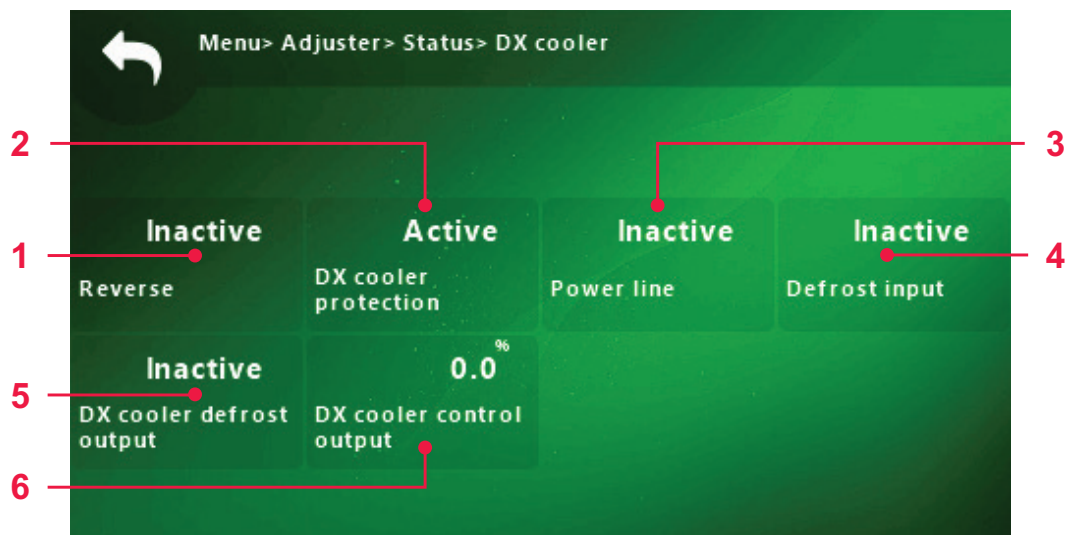 Menu> Adjuster> Status> DX cooler
2
3
1
Inactive
Reverse
Active
DX cooler
protection
Inactive
Power line
Inactive
Defrost input
4
5
Inactive
DX cooler defrost
output
0.0%
DX cooler control
output
6